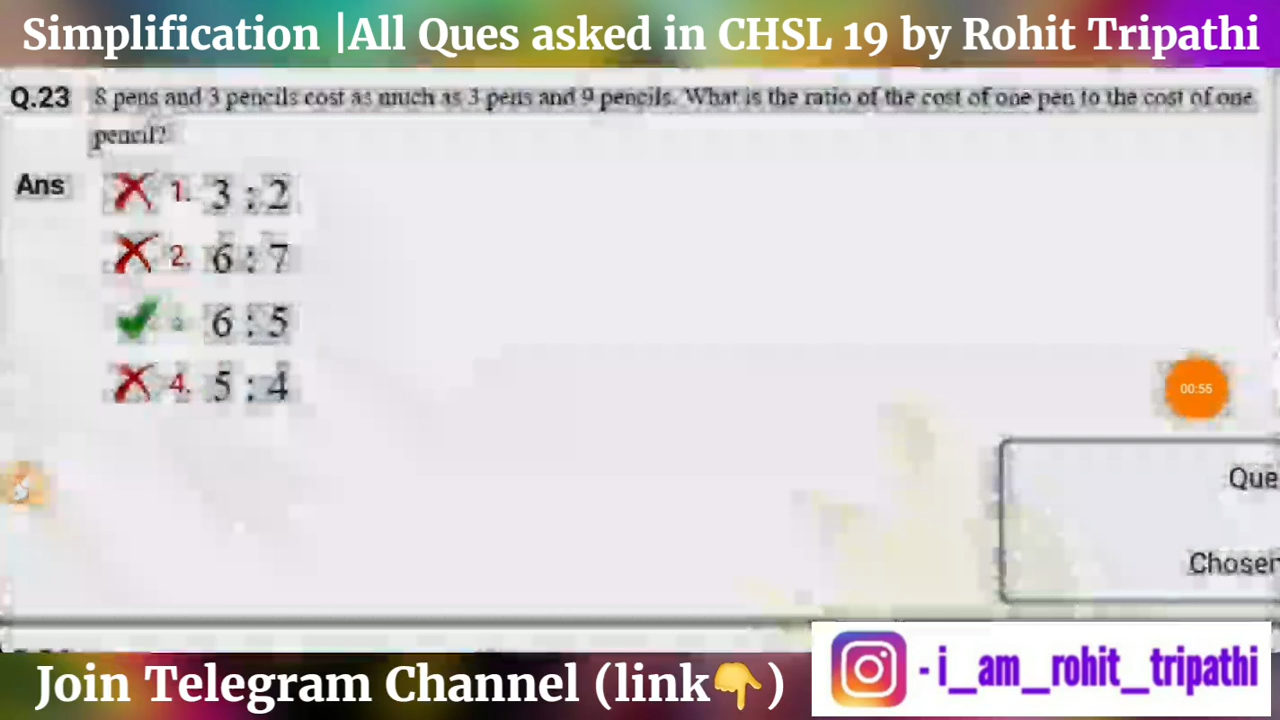 Simplification |All Ques asked in CHSL 19 by Rohit Tripathi
Q.23 8 pens and 3 pencils cost as much as 3 pens and 9 pencils. What is the ratio of the cost of one pen to the cost of one
pencil?
Ans
1. 3 : 2
2. 6 : 7
6 : 5
4. 5 : 4
00:55
Que
Chosen
Join Telegram Channel (link👇)
- i_am_rohit_tripathi